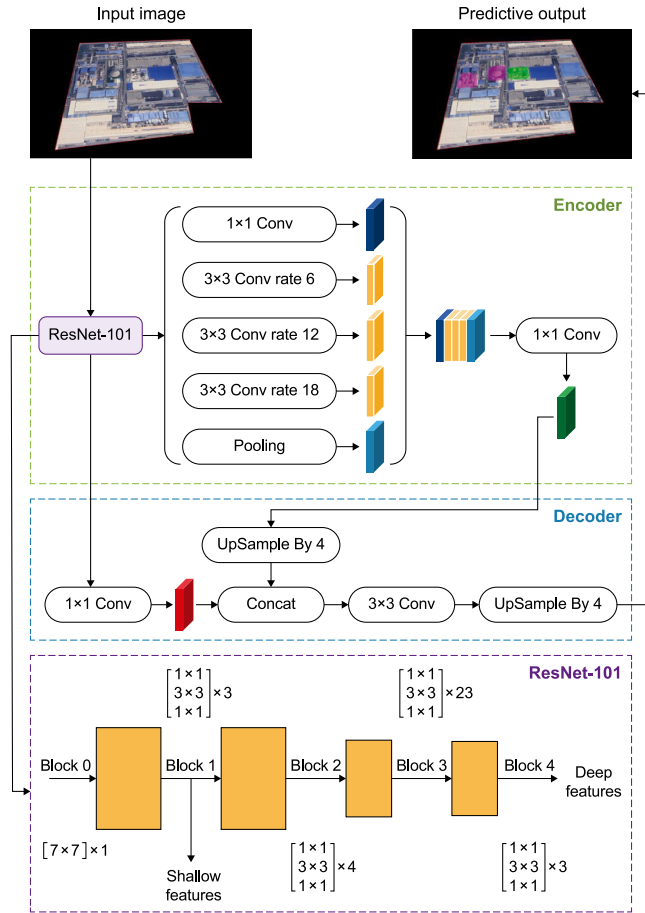 Input image
Predictive output
Encoder
1×1 Conv
3×3 Conv rate 6
ResNet-101
3×3 Conv rate 12
1×1 Conv
3×3 Conv rate 18
Pooling
Decoder
UpSample By 4
1×1 Conv
Concat
3×3 Conv
UpSample By 4
ResNet-101
[1×1
3×3
1×1]×3
[1×1
3×3
1×1]×23
Block 0
Block 1
Block 2
Block 3
Block 4
Deep
features
[7×7]×1
Shallow
features
[1×1
3×3
1×1]×4
[1×1
3×3
1×1]×3